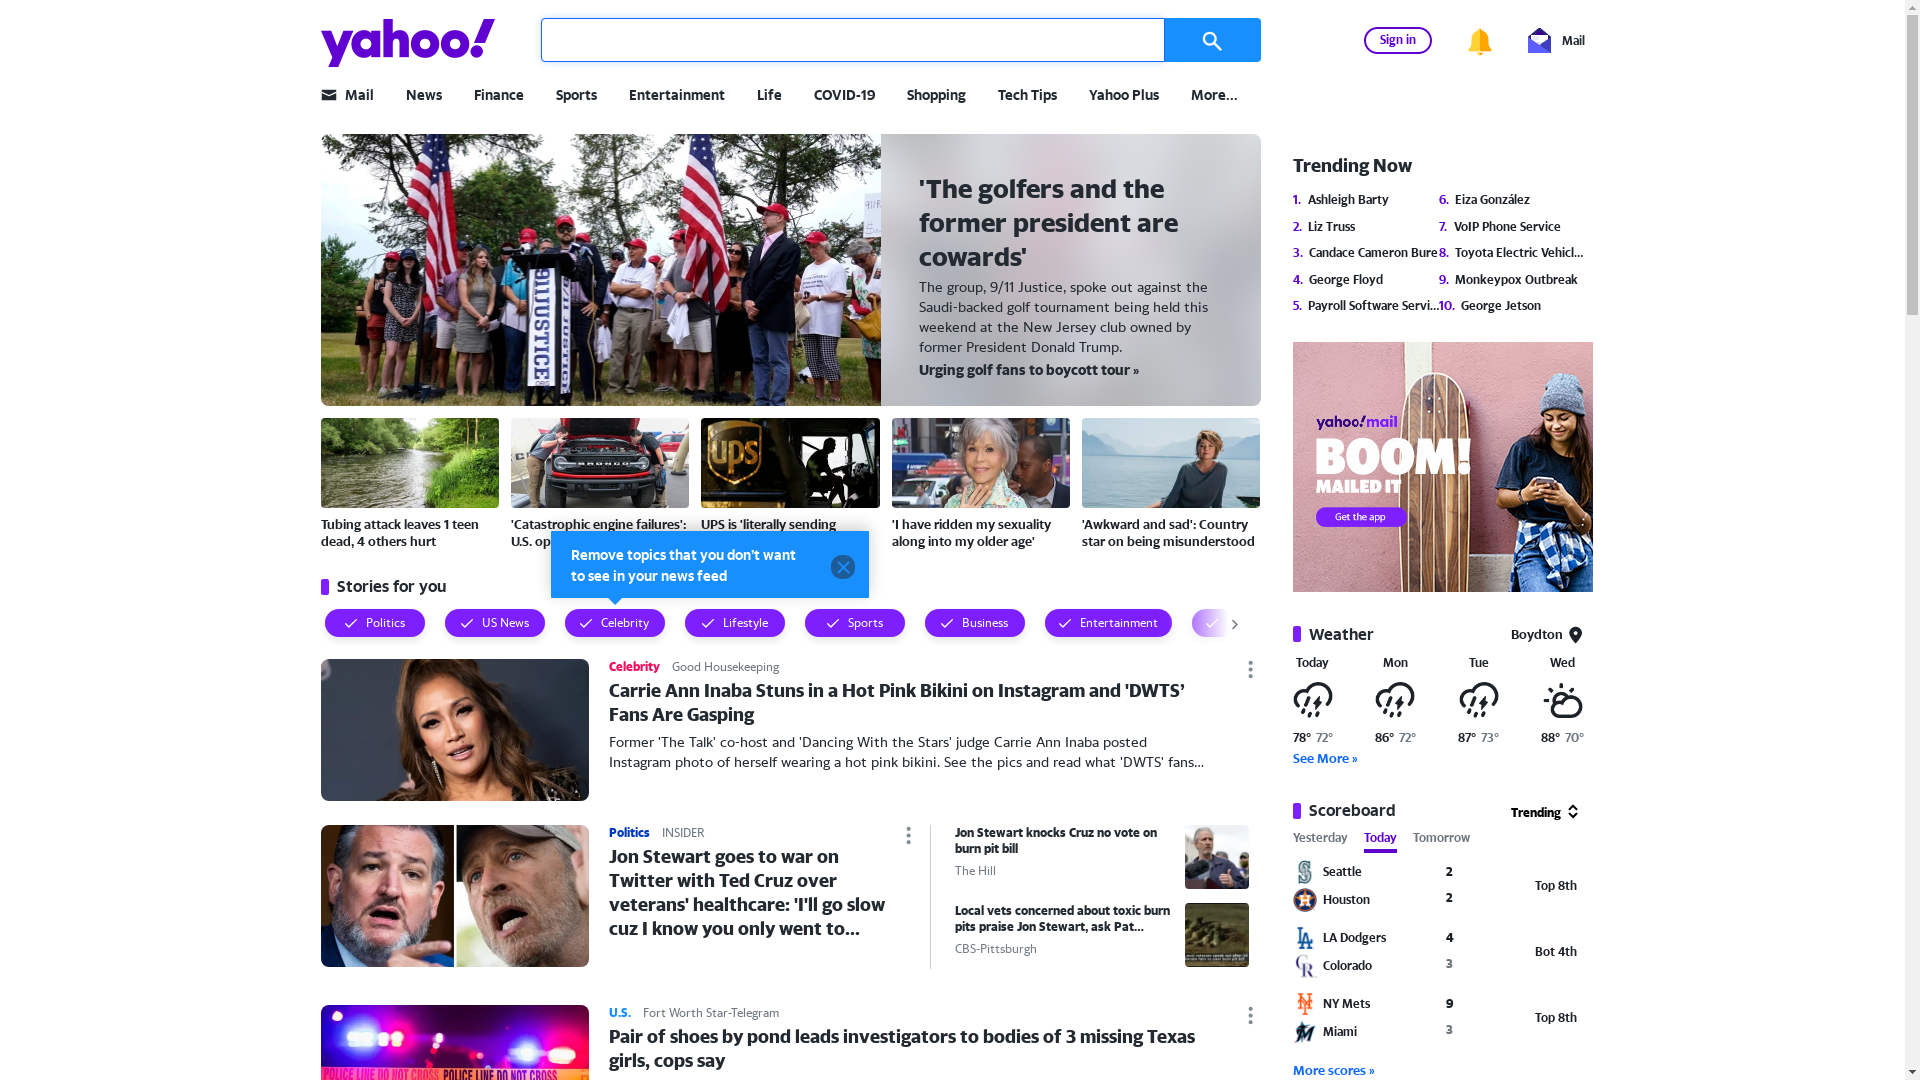 yahoo!
Sign in
Mail
Mail
News
Finance
Sports
Entertainment
Life
COVID-19
Shopping
Tech Tips
Yahoo Plus
More...
'The golfers and the
former president are
cowards'
The group, 9/11 Justice, spoke out against the
Saudi-backed golf tournament being held this
weekend at the New Jersey club owned by
former President Donald Trump.
Urging golf fans to boycott tour »
911JUSTICE
.ORG
Tubing attack leaves 1 teen
dead, 4 others hurt
BRONCO
'Catastrophic engine failures':
U.S. op
ups
UPS is 'literally sending
'I have ridden my sexuality
along into my older age'
'Awkward and sad': Country
star on being misunderstood
Remove topics that you don't want
to see in your news feed
Stories for you
Politics
US News
Celebrity
Lifestyle
Sports
Business
Entertainment
Celebrity Good Housekeeping
Carrie Ann Inaba Stuns in a Hot Pink Bikini on Instagram and 'DWTS’
Fans Are Gasping
Former 'The Talk' co-host and 'Dancing With the Stars' judge Carrie Ann Inaba posted
Instagram photo of herself wearing a hot pink bikini. See the pics and read what 'DWTS' fans...
Politics INSIDER
Jon Stewart goes to war on
Twitter with Ted Cruz over
veterans' healthcare: 'I'll go slow
cuz I know you only went to...
Jon Stewart knocks Cruz no vote on
burn pit bill
The Hill
Local vets concerned about toxic burn
pits praise Jon Stewart, ask Pat...
CBS-Pittsburgh
U.S. Fort Worth Star-Telegram
Pair of shoes by pond leads investigators to bodies of 3 missing Texas
girls, cops say
POLICE LINE DO NOT CROSS POLICE LINE DO NOT CROSS
Trending Now
1. Ashleigh Barty
2. Liz Truss
3. Candace Cameron Bure
4. George Floyd
5. Payroll Software Servi...
6. Eiza González
7. VoIP Phone Service
8. Toyota Electric Vehicl...
9. Monkeypox Outbreak
10. George Jetson
yahoo!mail
BOOM!
MAILED IT
Get the app
Weather
Boydton
Today Mon Tue Wed
78° 72° 86° 72° 87° 73° 88° 70°
See More »
Scoreboard
Trending
Yesterday Today Tomorrow
Seattle 2
Houston 2
Top 8th
LA Dodgers 4
Colorado 3
Bot 4th
NY Mets 9
Miami 3
Top 8th
More scores »